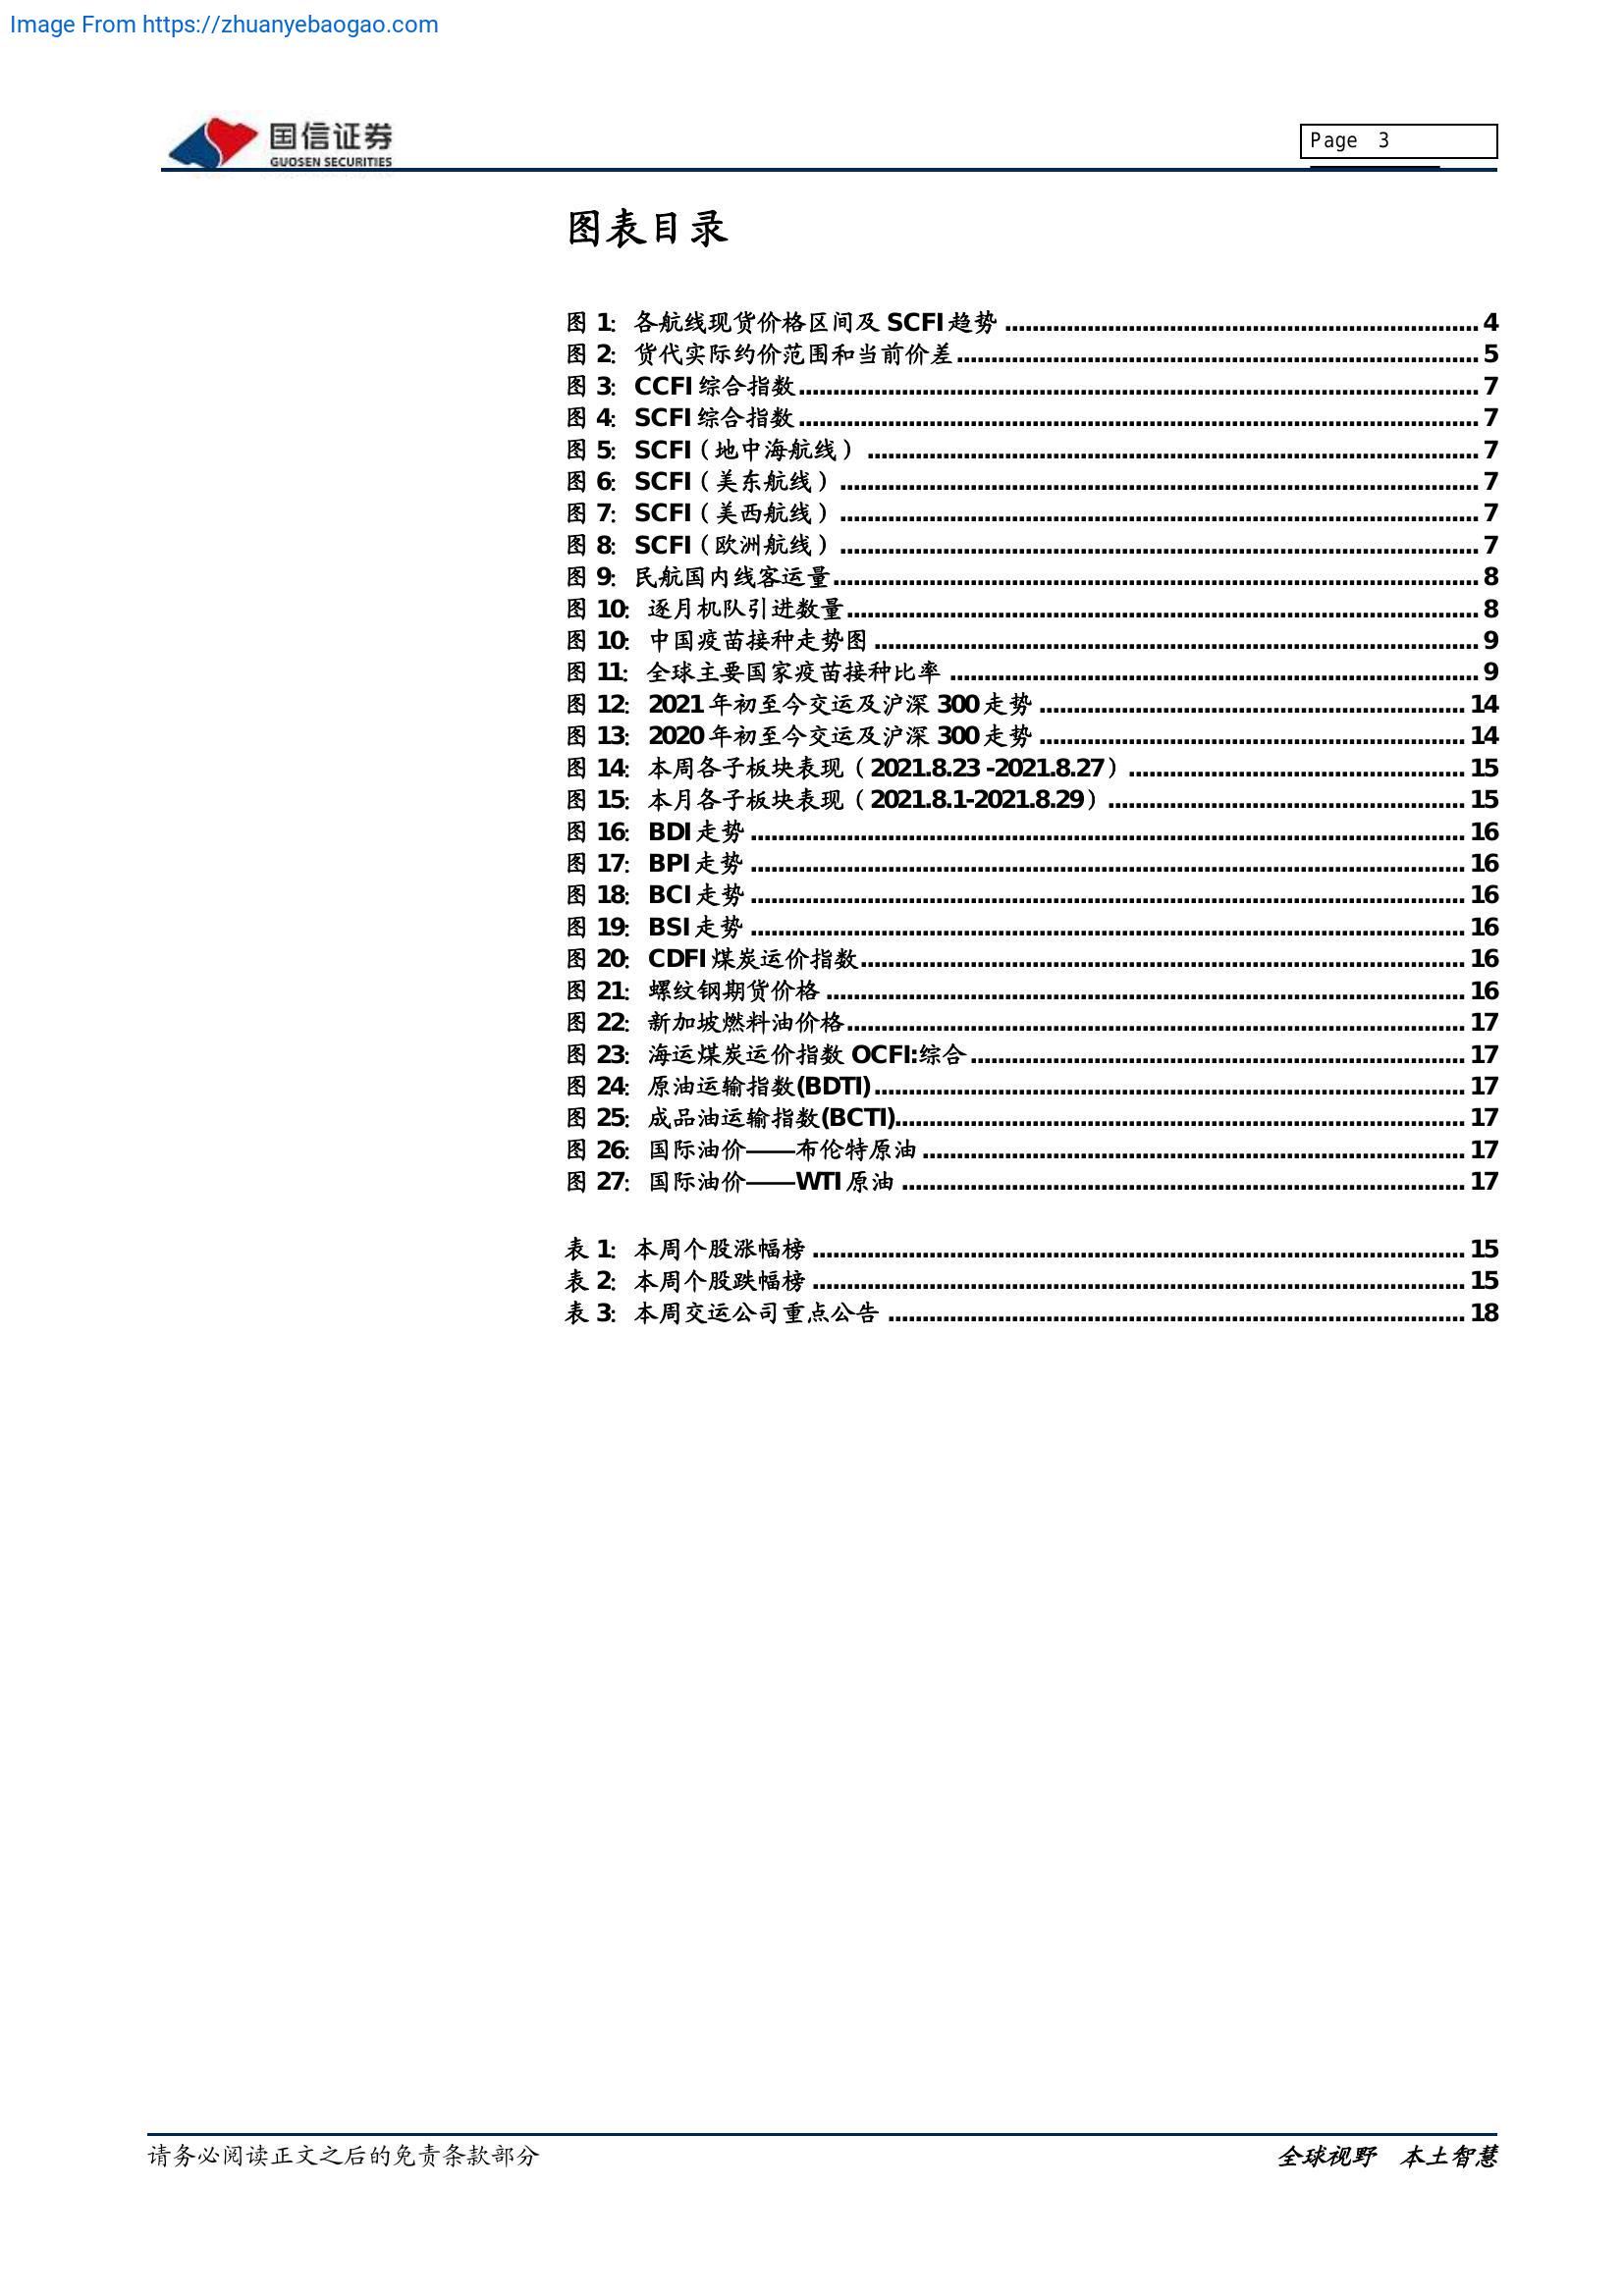 Image From https://zhuanyebaogao.com
国信证券
GUOSEN SECURITIES
Page 3
图表目录
图 1: 各航线现货价格区间及 SCFI 趋势 ........ 4
图 2: 货代实际约价范围和当前价差 ........ 5
图 3: CCFI 综合指数 ........ 7
图 4: SCFI 综合指数 ........ 7
图 5: SCFI（地中海航线） ........ 7
图 6: SCFI（美东航线） ........ 7
图 7: SCFI（美西航线） ........ 7
图 8: SCFI（欧洲航线） ........ 7
图 9: 民航国内线客运量 ........ 8
图 10: 逐月机队引进数量 ........ 8
图 10: 中国疫苗接种走势图 ........ 9
图 11: 全球主要国家疫苗接种比率 ........ 9
图 12: 2021 年初至今交运及沪深 300 走势 ........ 14
图 13: 2020 年初至今交运及沪深 300 走势 ........ 14
图 14: 本周各子板块表现（2021.8.23 -2021.8.27） ........ 15
图 15: 本月各子板块表现（2021.8.1-2021.8.29） ........ 15
图 16: BDI 走势 ........ 16
图 17: BPI 走势 ........ 16
图 18: BCI 走势 ........ 16
图 19: BSI 走势 ........ 16
图 20: CDFI 煤炭运价指数 ........ 16
图 21: 螺纹钢期货价格 ........ 16
图 22: 新加坡燃料油价格 ........ 17
图 23: 海运煤炭运价指数 OCFI:综合 ........ 17
图 24: 原油运输指数(BDTI) ........ 17
图 25: 成品油运输指数(BCTI) ........ 17
图 26: 国际油价——布伦特原油 ........ 17
图 27: 国际油价——WTI 原油 ........ 17
表 1: 本周个股涨幅榜 ........ 15
表 2: 本周个股跌幅榜 ........ 15
表 3: 本周交运公司重点公告 ........ 18
请务必阅读正文之后的免责条款部分
全球视野 本土智慧